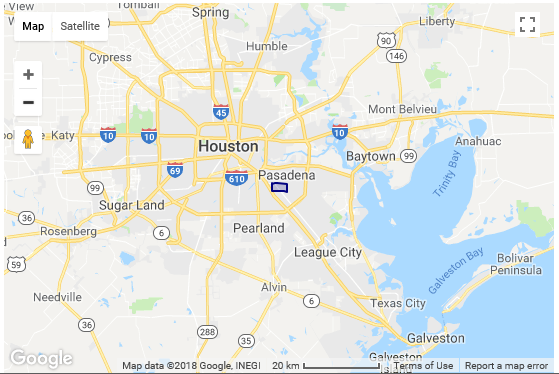 Tomball
View
Spring
Liberty
Map Satellite
Cypress
Humble
90
146
45
Mont Belvieu
Katy
10
10
10
Houston
Baytown
99
Anahuac
Trinity Bay
69
610
Pasadena
99
Sugar Land
36
6
Rosenberg
Pearland
59
League City
Galveston Bay
Bolivar
Peninsula
Needville
Alvin
6
Texas City
36
288
35
Galveston
Google
Map data ©2018 Google, INEGI 20 km Terms of Use Report a map error
Galveston
Island